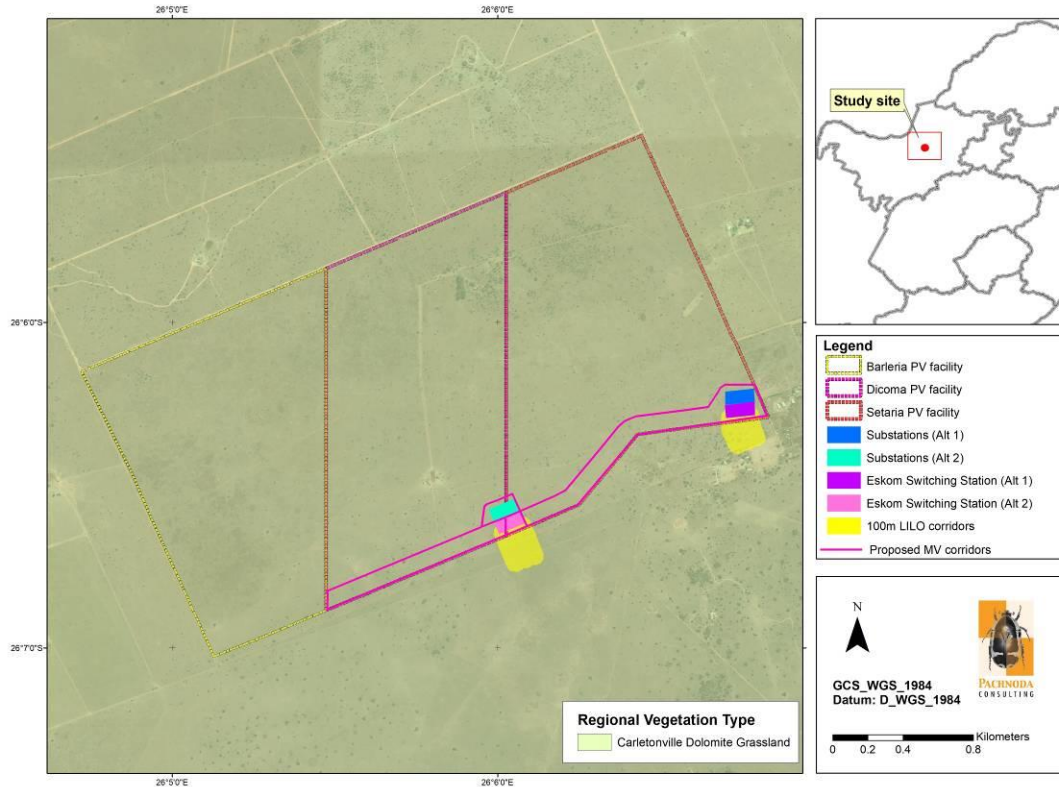 26°5'0"E
26°6'0"E
Study site
26°6'0"S
26°7'0"S
Legend
Barleria PV facility
Dicoma PV facility
Setaria PV facility
Substations (Alt 1)
Substations (Alt 2)
Eskom Switching Station (Alt 1)
Eskom Switching Station (Alt 2)
100m LILO corridors
Proposed MV corridors
N
PACHNODA
CONSULTING
GCS_WGS_1984
Datum: D_WGS_1984
Kilometers
0 0.2 0.4 0.8
Regional Vegetation Type
Carletonville Dolomite Grassland
26°5'0"E
26°6'0"E